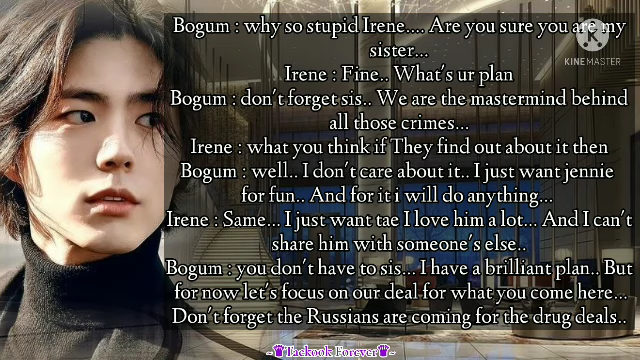 Bogum : why so stupid Irene.... Are you sure you are my
sister...
Irene : Fine.. What's ur plan
Bogum : don't forget sis.. We are the mastermind behind
all those crimes...
Irene : what you think if They find out about it then
Bogum : well.. I don't care about it.. I just want jennie
for fun.. And for it i will do anything...
Irene : Same... I just want tae I love him a lot... And I can't
share him with someone's else..
Bogum : you don't have to sis... I have a brilliant plan.. But
for now let's focus on our deal for what you come here...
Don't forget the Russians are coming for the drug deals..
KINEMASTER
~♛Taekook Forever♛~